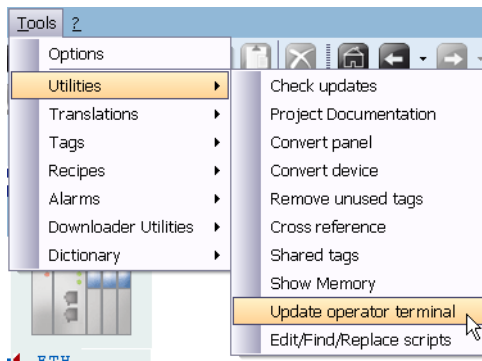 Tools ?
Options
Utilities
Translations
Tags
Recipes
Alarms
Downloader Utilities
Dictionary
Check updates
Project Documentation
Convert panel
Convert device
Remove unused tags
Cross reference
Shared tags
Show Memory
Update operator terminal
Edit/Find/Replace scripts
ETH